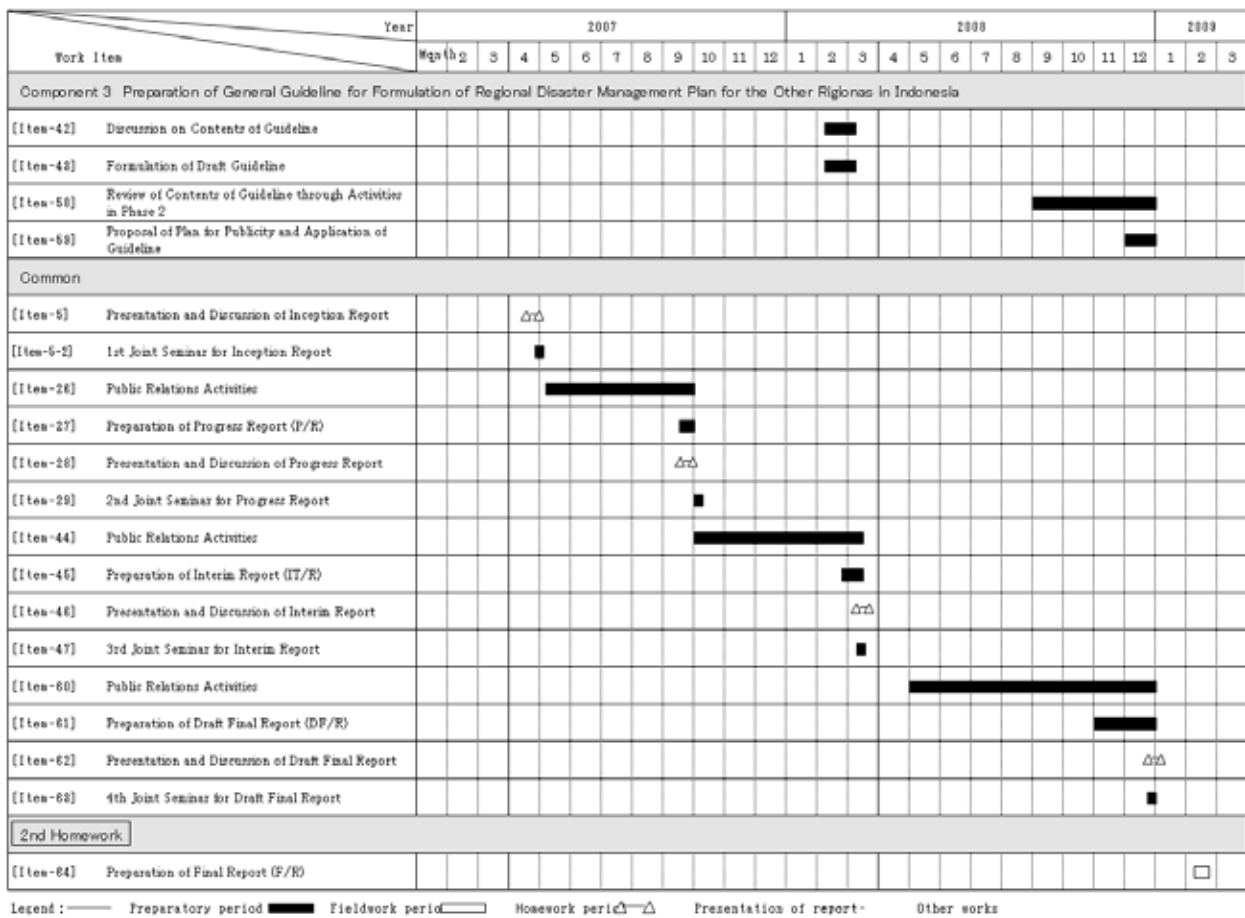 Year 2007 2008 2009
Work Item Month 2 3 4 5 6 7 8 9 10 11 12 1 2 3 4 5 6 7 8 9 10 11 12 1 2 3
Component 3 Preparation of General Guideline for Formulation of Regional Disaster Management Plan for the Other Rigionas in Indonesia
[Item-42] Discussion on Contents of Guideline
[Item-43] Formulation of Draft Guideline
[Item-58] Review of Contents of Guideline through Activities
in Phase 2
[Item-59] Proposal of Plan for Publicity and Application of
Guideline
Common
[Item-5] Presentation and Discussion of Inception Report
[Item-5-2] 1st Joint Seminar for Inception Report
[Item-26] Public Relations Activities
[Item-27] Preparation of Progress Report (P/R)
[Item-28] Presentation and Discussion of Progress Report
[Item-29] 2nd Joint Seminar for Progress Report
[Item-44] Public Relations Activities
[Item-45] Preparation of Interim Report (IT/R)
[Item-46] Presentation and Discussion of Interim Report
[Item-47] 3rd Joint Seminar for Interim Report
[Item-60] Public Relations Activities
[Item-61] Preparation of Draft Final Report (DF/R)
[Item-62] Presentation and Discussion of Draft Final Report
[Item-63] 4th Joint Seminar for Draft Final Report
2nd Homework
[Item-64] Preparation of Final Report (F/R)
Legend: Preparatory period Fieldwork period Homework period Presentation of report- Other works